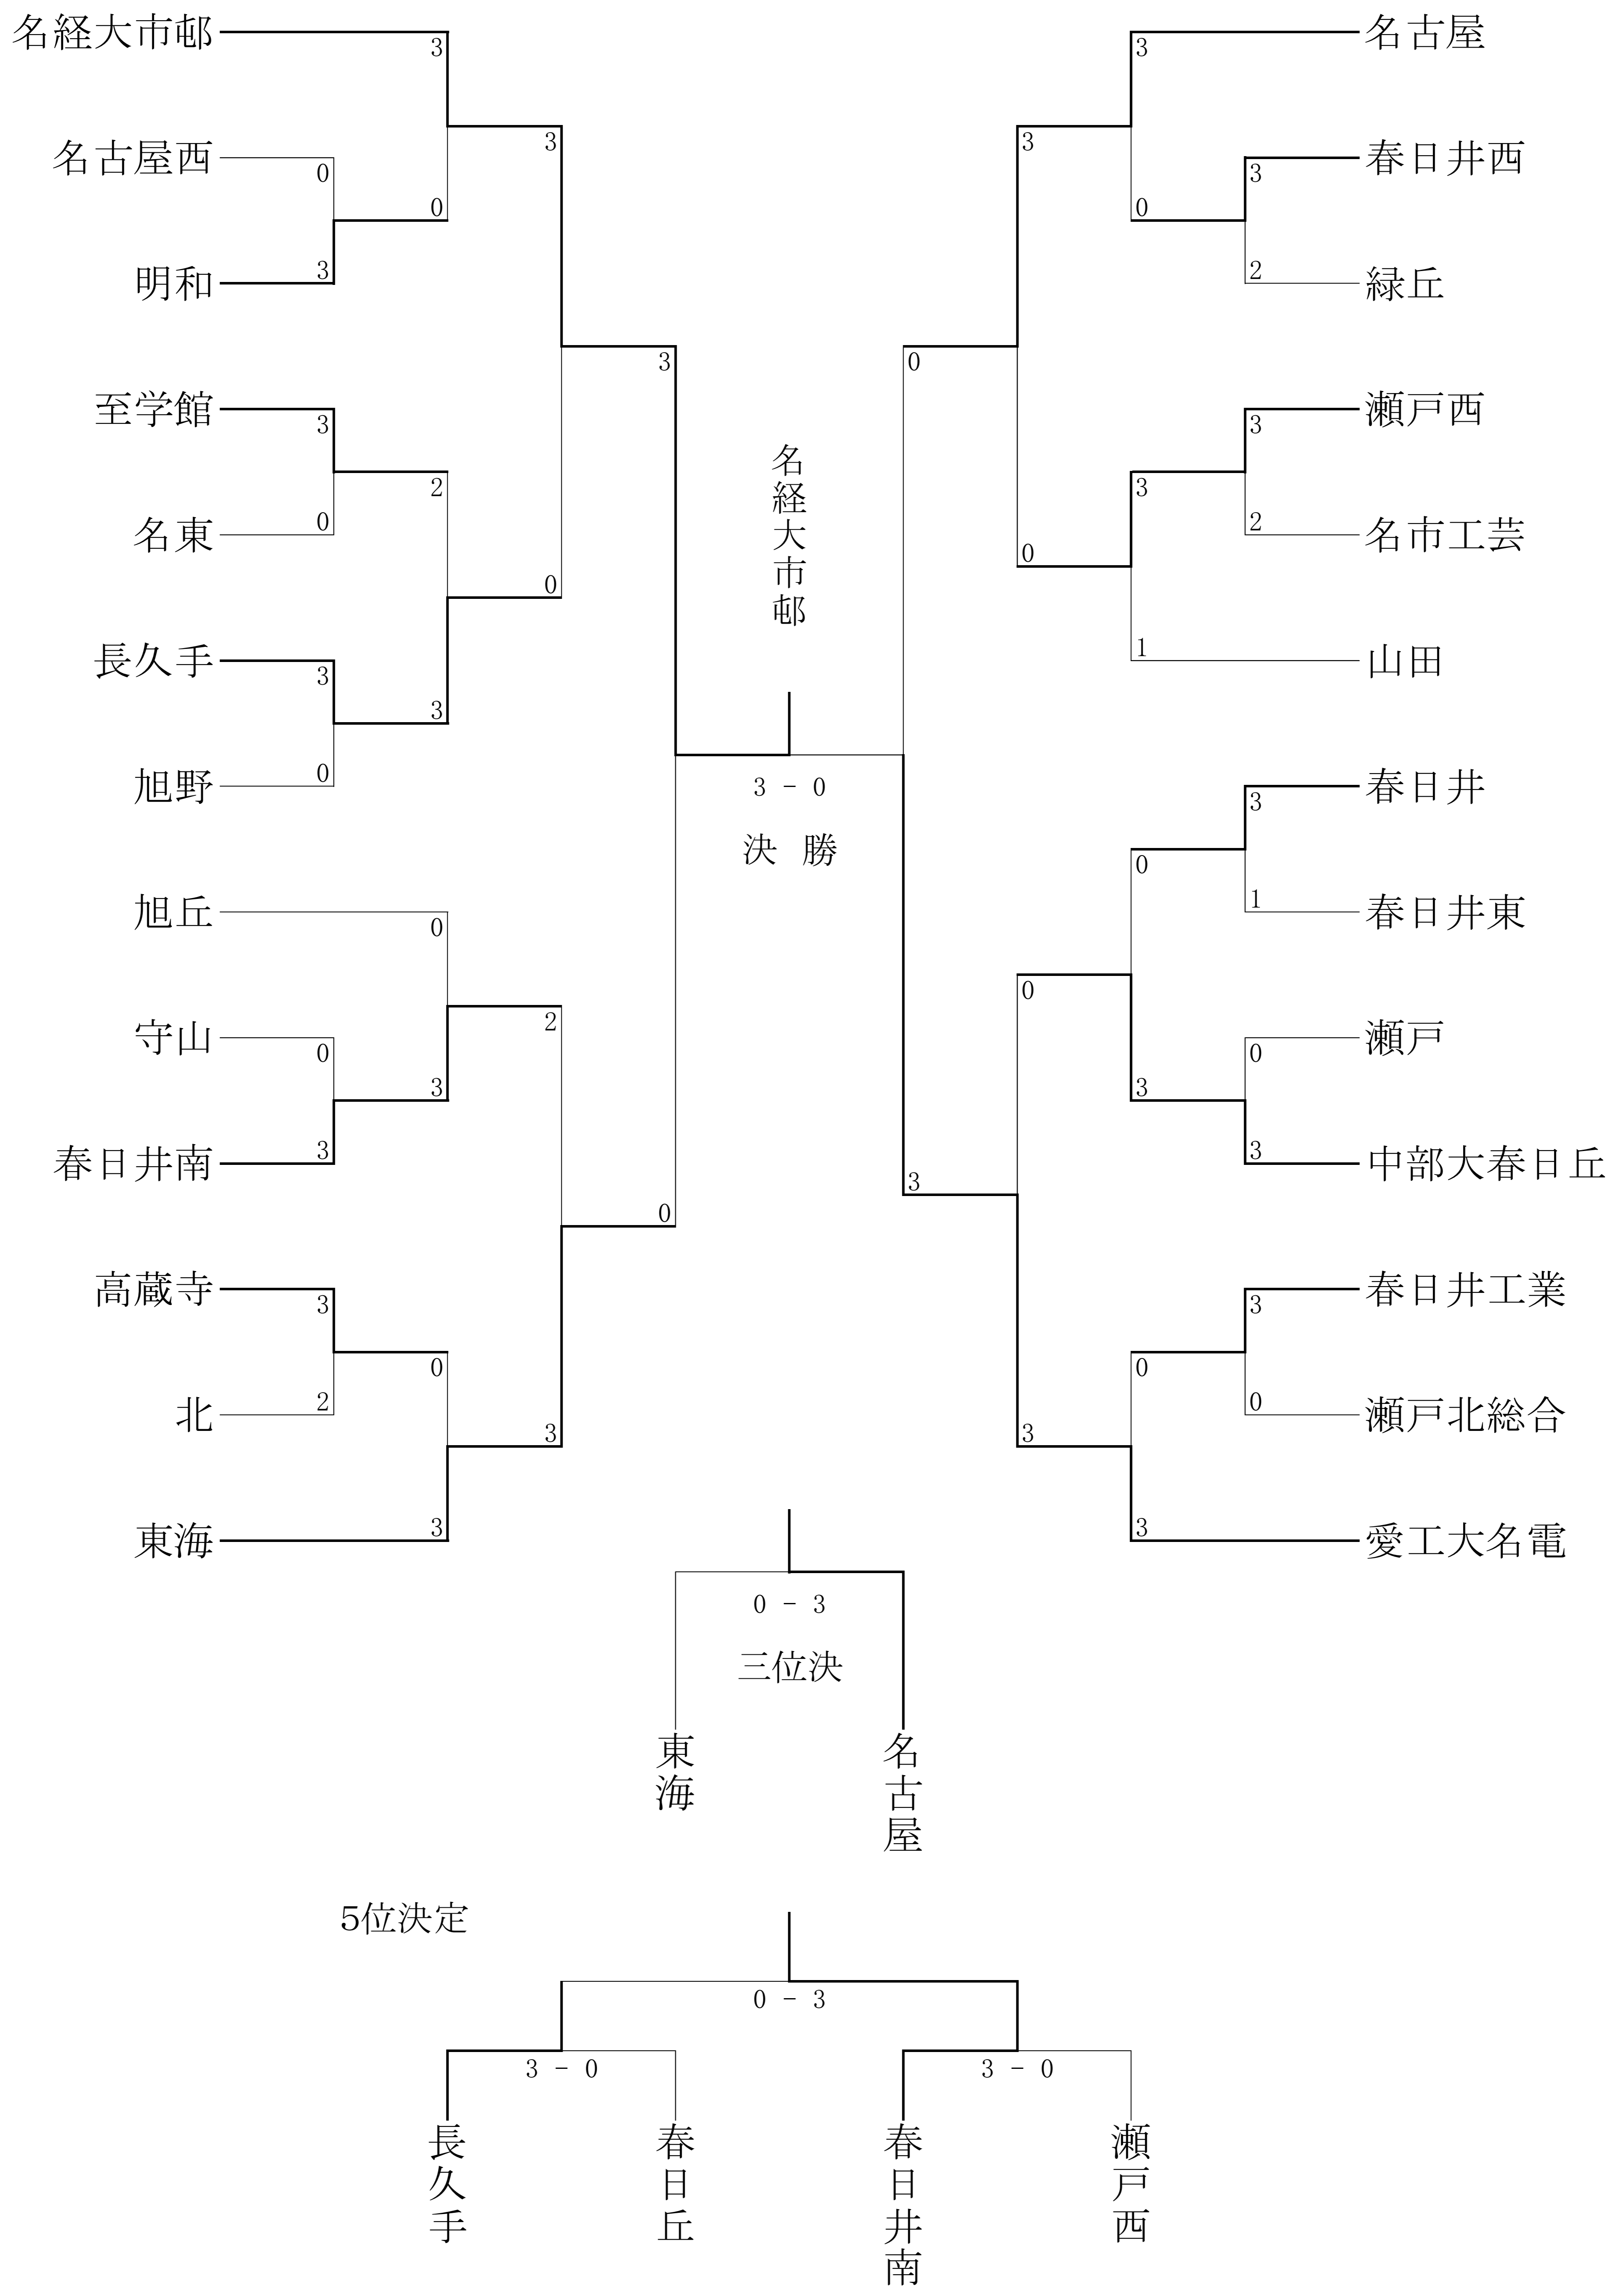 名経大市邨
3
3
名古屋西
0
0
明和
3
至学館
3
3
2
名東
0
0
長久手
3
3
旭野
0
旭丘
0
2
守山
0
3
春日井南
3
0
高蔵寺
3
0
北
2
3
東海
3
名経大市邨
3 - 0
決 勝
名古屋
3
3
春日井西
3
0
緑丘
2
0
瀬戸西
3
3
名市工芸
2
0
山田
1
春日井
3
0
春日井東
1
0
瀬戸
0
3
中部大春日丘
3
3
春日井工業
3
0
瀬戸北総合
0
3
愛工大名電
3
0 - 3
三位決
東海
名古屋
5位決定
0 - 3
3 - 0
3 - 0
長久手
春日丘
春日井南
瀬戸西